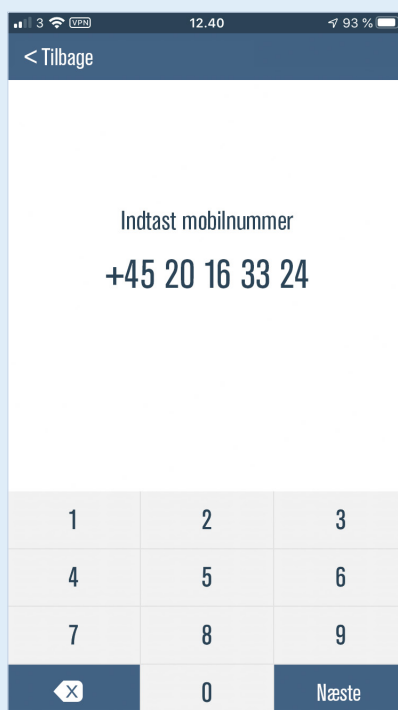 3 VPN 12.40 93 %
< Tilbage
Indtast mobilnummer
+45 20 16 33 24
1 2 3
4 5 6
7 8 9
X 0 Næste